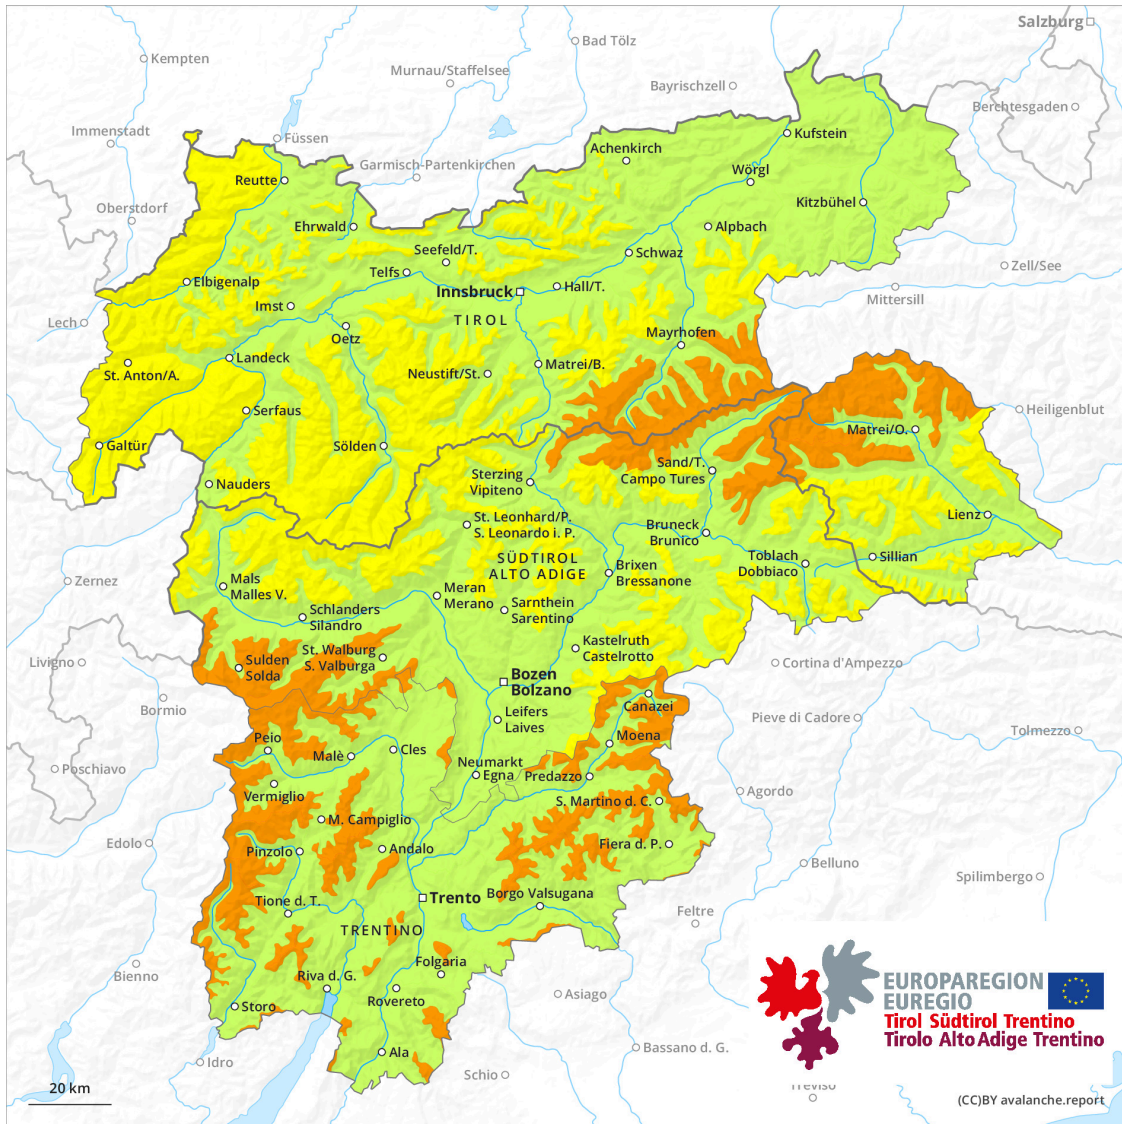 Salzburg
Bad Tölz
Kempten
Murnau/Staffelsee
Bayrischzell
Berchtesgaden
Immenstadt
Füssen
Kufstein
Achenkirch
Garmisch-Partenkirchen
Wörgl
Reutte
Oberstdorf
Kitzbühel
Ehrwald
Alpbach
Seefeld/T.
Schwaz
Telfs
Zell/See
Elbigenalp
Hall/T.
Innsbruck
Mittersill
Imst
Lech
TIROL
Oetz
Mayrhofen
Landeck
Matrei/B.
St. Anton/A.
Neustift/St.
Serfaus
Heiligenblut
Matrei/O.
Galtür
Sölden
Sand/T.
Campo Tures
Sterzing
Vipiteno
Nauders
St. Leonhard/P.
S. Leonardo i. P.
Lienz
Bruneck
Brunico
SÜDTIROL
ALTO ADIGE
Toblach
Dobbiaco
Sillian
Brixen
Bressanone
Zernez
Mals
Malles V.
Meran
Merano
Sarnthein
Sarentino
Schlanders
Silandro
Kastelruth
Castelrotto
St. Walburg
S. Valburga
Livigno
Sulden
Solda
Cortina d'Ampezzo
Bozen
Bolzano
Bormio
Canazei
Leifers
Laives
Pieve di Cadore
Tolmezzo
Moena
Peio
Cles
Malè
Neumarkt
Egna
Predazzo
Poschiavo
Vermiglio
Agordo
S. Martino d. C.
M. Campiglio
Edolo
Pinzolo
Andalo
Fiera d. P.
Belluno
Spilimbergo
Trento
Borgo Valsugana
Tione d. T.
Feltre
TRENTINO
Folgaria
Bienno
Riva d. G.
Rovereto
Asiago
Storo
EUROPAREGION
EUREGIO
Tirol Südtirol Trentino
Tirolo Alto Adige Trentino
Ala
Bassano d. G.
Idro
Schio
Treviso
20 km
(CC)BY avalanche.report